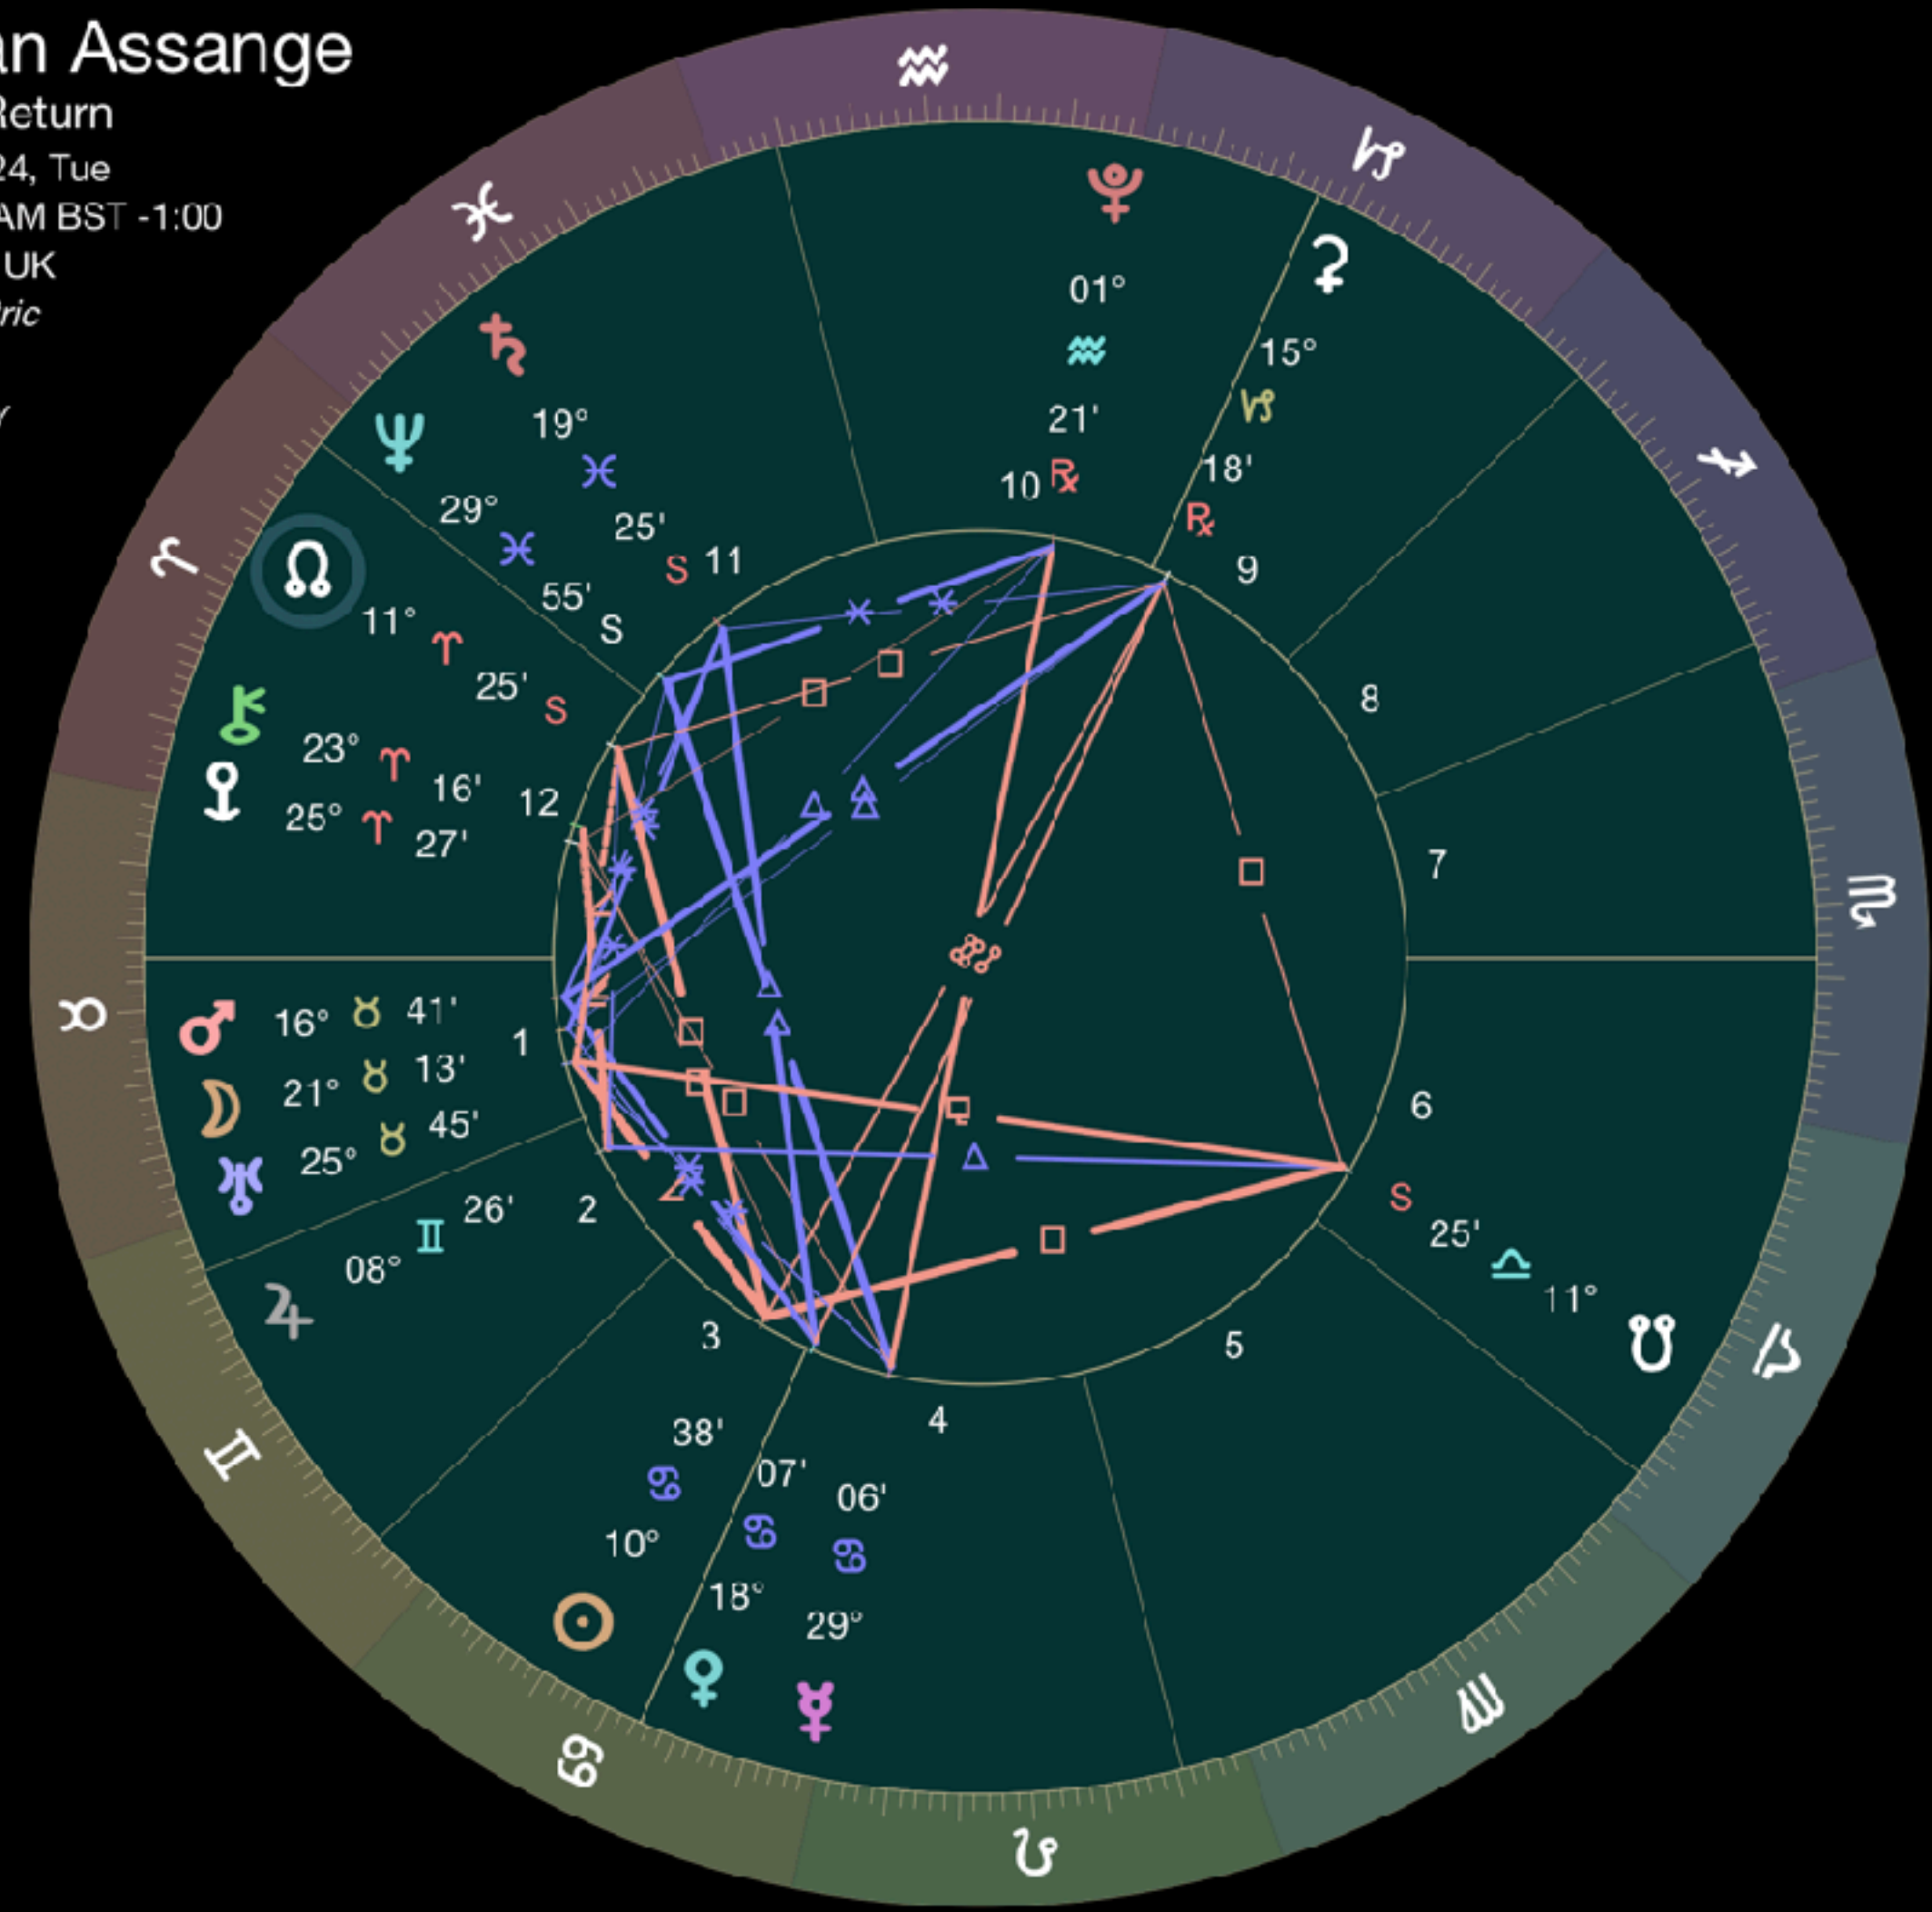 an Assange
Return
24, Tue
AM BST -1:00
UK
ric
♒
♑
♐
♏
♎
♍
♌
♋
♊
♉
♈
♓
01° ♒ 21' ℞
15° ♑ 18' ℞
19° ♓ 25' S
29° ♓ 55' S
☊ 11° ♈ 25' S
23° ♈ 16'
25° ♈ 27'
♂ 16° ♉ 41'
☽ 21° ♉ 13'
♅ 25° ♉ 45'
♃ 08° ♊ 26'
☉ 10° ♋ 38'
♀ 18° ♋ 07'
☿ 29° ♋ 06'
☋ 11° ♎ 25' S
1
2
3
4
5
6
7
8
9
10
11
12